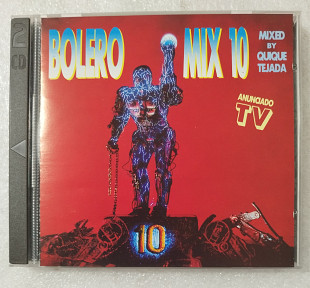 BOLERO MIX 10
MIXED
BY
QUIQUE
TEJADA
ANUNCIADO
TV
10
2
CD